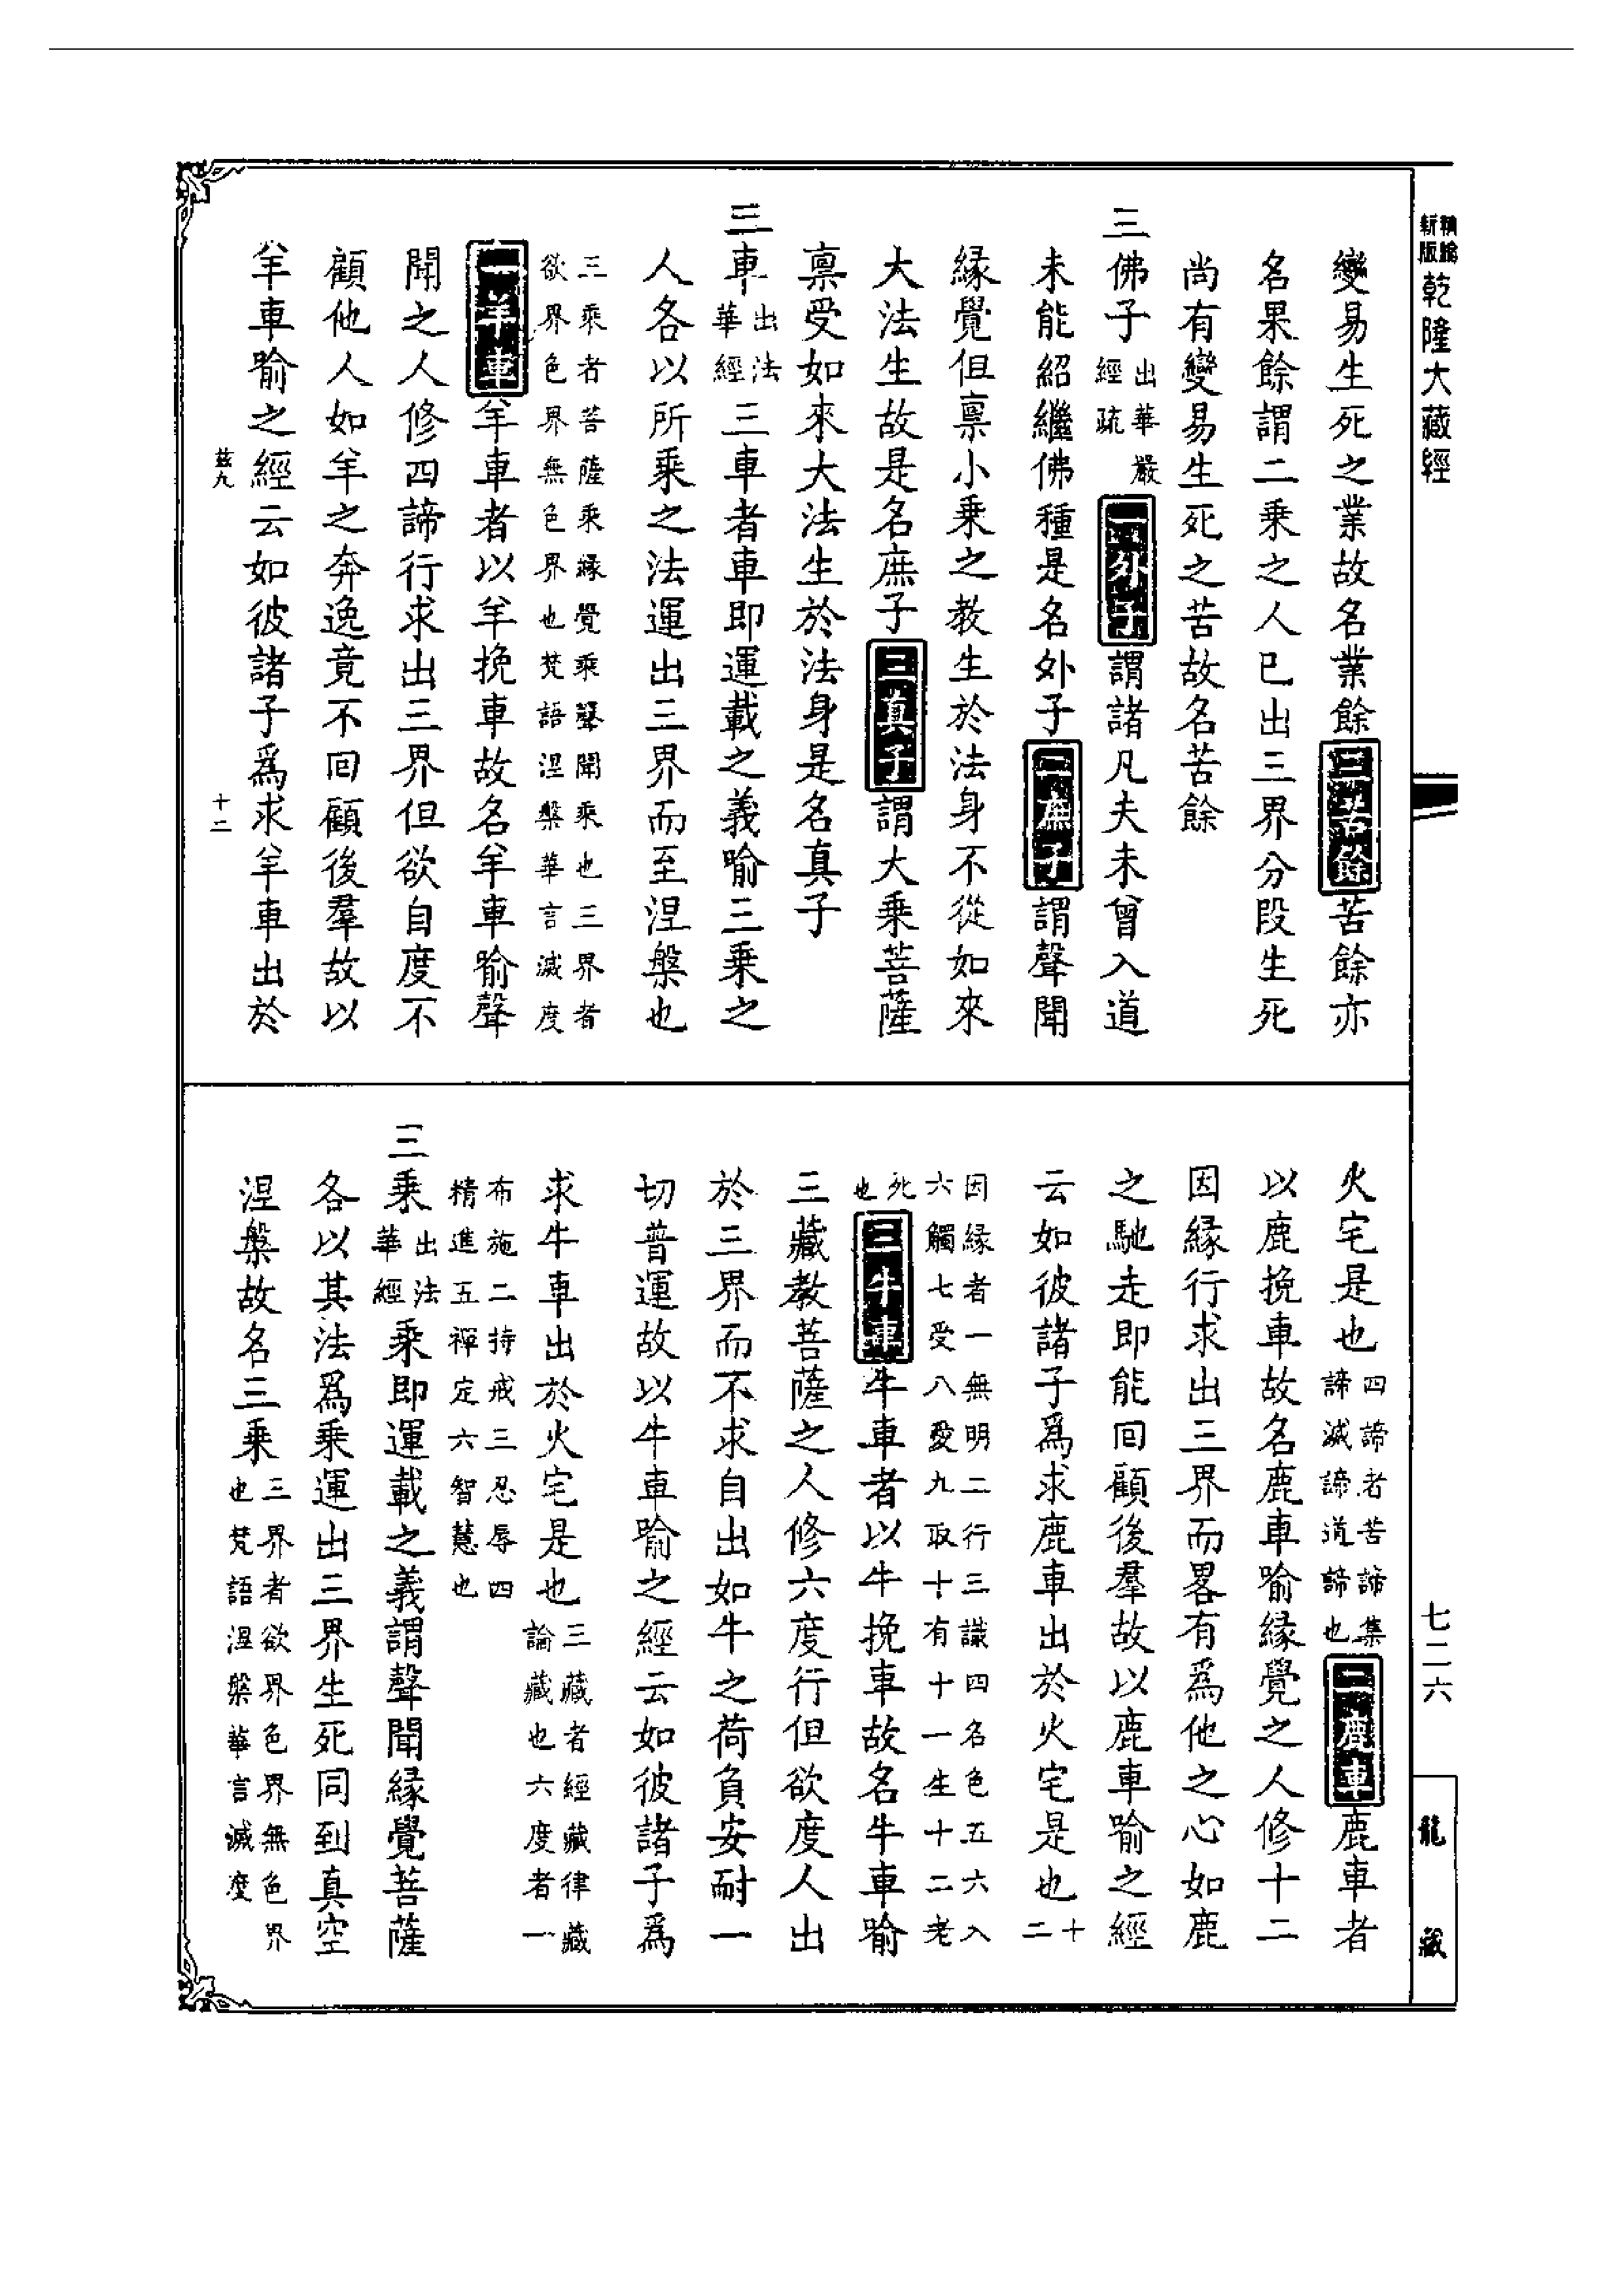 新版乾隆大藏經
變易生死之業故名業餘三苦餘苦餘亦
名果餘謂二乘之人已出三界分段生死
尚有變易生死之苦故名苦餘
三佛子出華嚴經疏一外子謂諸凡夫未曾入道
未能紹繼佛種是名外子二庶子謂聲聞
緣覺但禀小乘之教生於法身不從如來
大法生故是名庶子三真子謂大乘菩薩
禀受如來大法生於法身是名真子
三車出法華經三車者車即運載之義喻三乘之
人各以所乘之法運出三界而至涅槃也
三乘者菩薩乘緣覺乘聲聞乘也三界者
欲界色界無色界也梵語涅槃華言滅度
一羊車羊車者以羊挽車故名羊車喻聲
聞之人修四諦行求出三界但欲自度不
顧他人如羊之奔逸竟不回顧後羣故以
羊車喻之經云如彼諸子爲求羊車出於
茲九 十二
火宅是也四諦者苦諦集諦滅諦道諦也二鹿車鹿車者
以鹿挽車故名鹿車喻緣覺之人修十二
因緣行求出三界而畧有爲他之心如鹿
之馳走即能回顧後羣故以鹿車喻之經
云如彼諸子爲求鹿車出於火宅是也十二
因緣者一無明二行三識四名色五六入
六觸七受八愛九取十有十一生十二老
死也三牛車牛車者以牛挽車故名牛車喻
三藏教菩薩之人修六度行但欲度人出
於三界而不求自出如牛之荷負安耐一
切普運故以牛車喻之經云如彼諸子爲
求牛車出於火宅是也三藏者經藏律藏論藏也六度者一
布施二持戒三忍辱四
精進五禪定六智慧也
三乘出法華經乘即運載之義謂聲聞緣覺菩薩
各以其法爲乘運出三界生死同到真空
涅槃故名三乘三界者欲界色界無色界也梵語涅槃華言滅度
七二六
龍藏